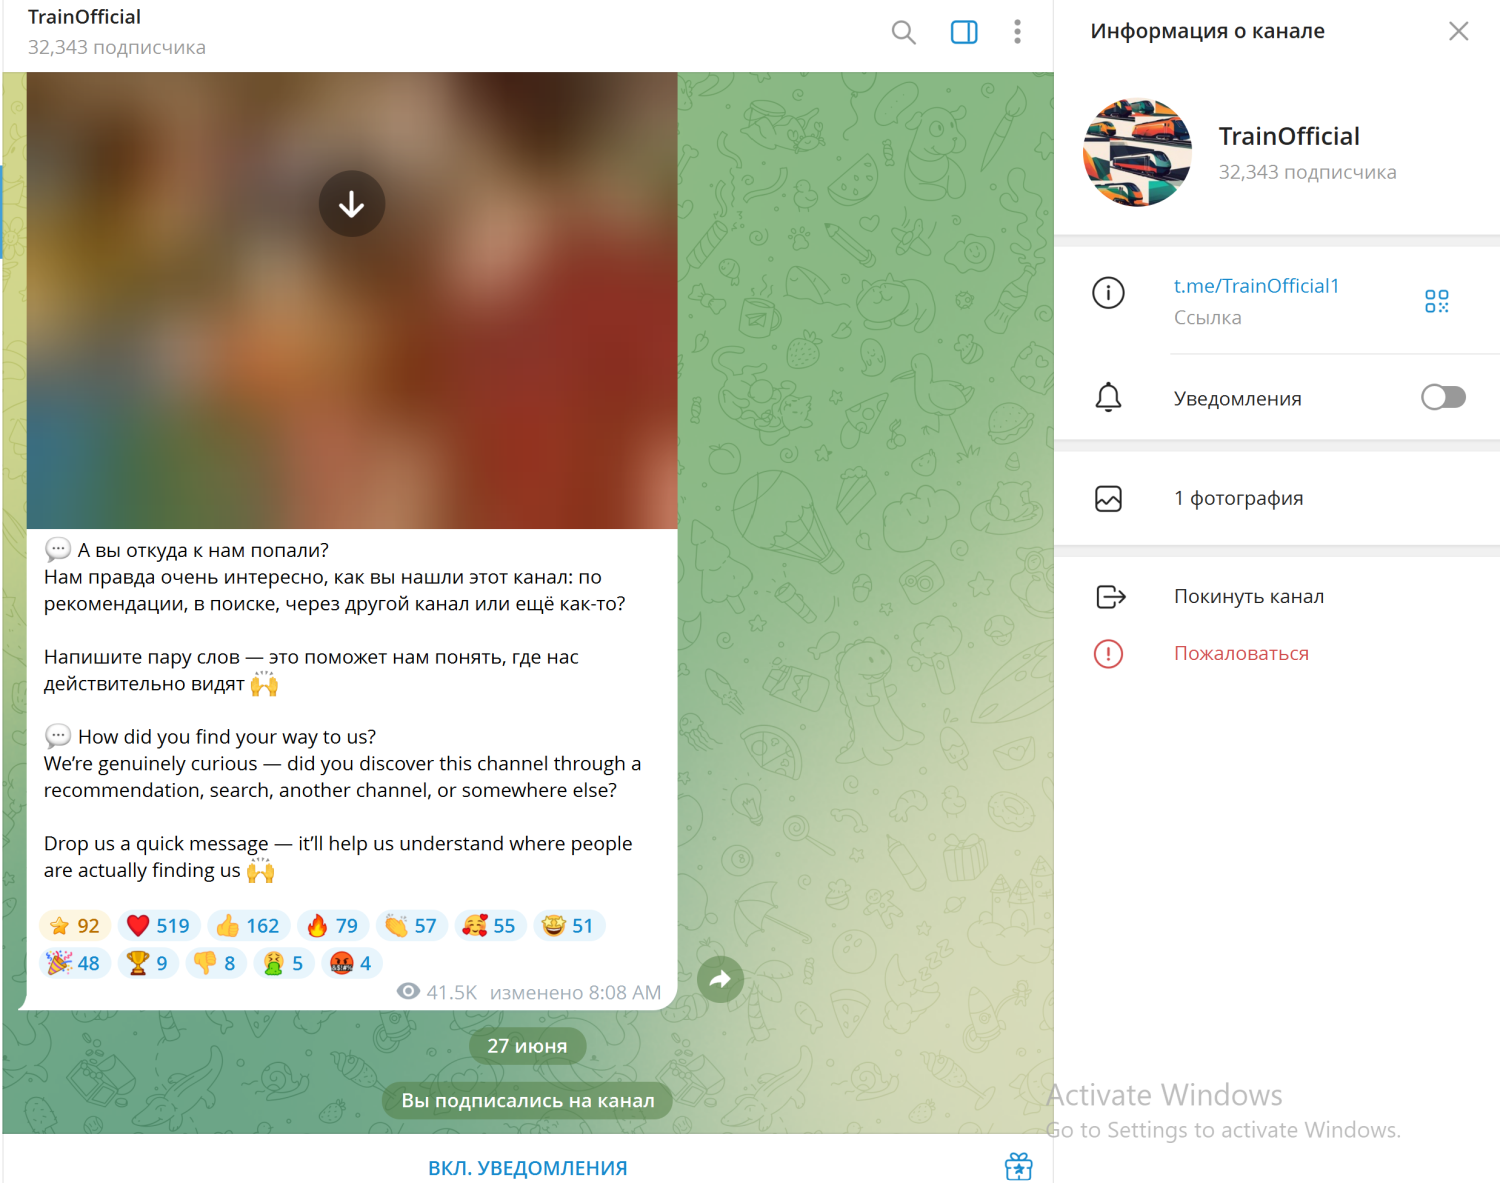 TrainOfficial
32,343 подписчика
Информация о канале
TrainOfficial
32,343 подписчика
t.me/TrainOfficial1
Ссылка
Уведомления
1 фотография
Покинуть канал
Пожаловаться
💬 А вы откуда к нам попали?
Нам правда очень интересно, как вы нашли этот канал: по
рекомендации, в поиске, через другой канал или ещё как-то?
Напишите пару слов — это поможет нам понять, где нас
действительно видят 🙌
💬 How did you find your way to us?
We’re genuinely curious — did you discover this channel through a
recommendation, search, another channel, or somewhere else?
Drop us a quick message — it’ll help us understand where people
are actually finding us 🙌
⭐ 92 ❤️ 519 👍 162 🔥 79 👏 57 🥰 55 🤩 51
🎉 48 🏆 9 👎 8 🤮 5 🤬 4
41.5K изменено 8:08 AM
27 июня
Вы подписались на канал
ВКЛ. УВЕДОМЛЕНИЯ
Activate Windows
Go to Settings to activate Windows.